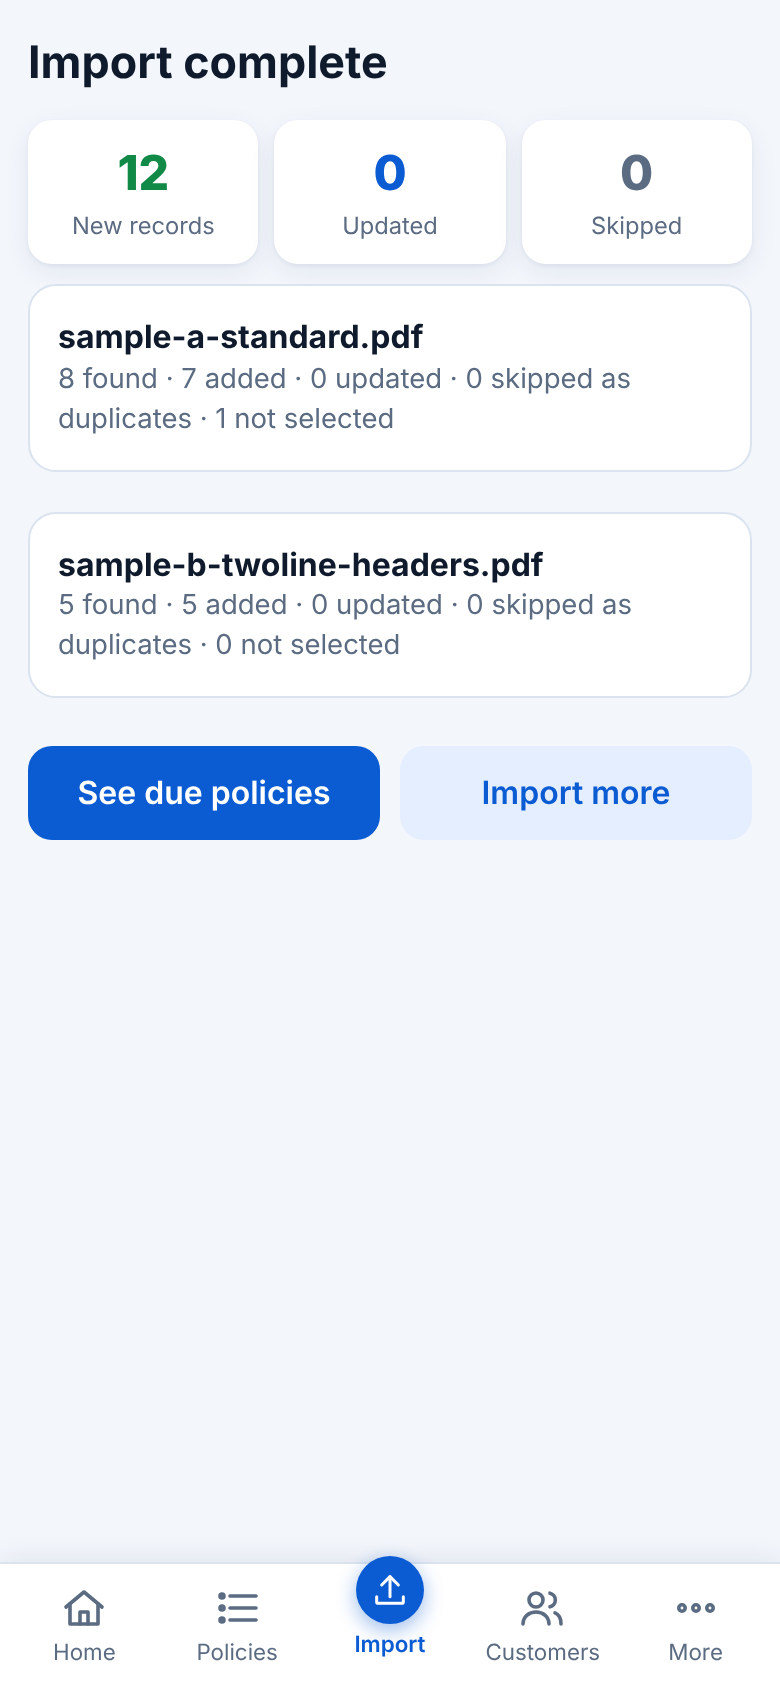 Import complete
12
New records
0
Updated
0
Skipped
sample-a-standard.pdf
8 found · 7 added · 0 updated · 0 skipped as
duplicates · 1 not selected
sample-b-twoline-headers.pdf
5 found · 5 added · 0 updated · 0 skipped as
duplicates · 0 not selected
See due policies
Import more
Home
Policies
Import
Customers
More